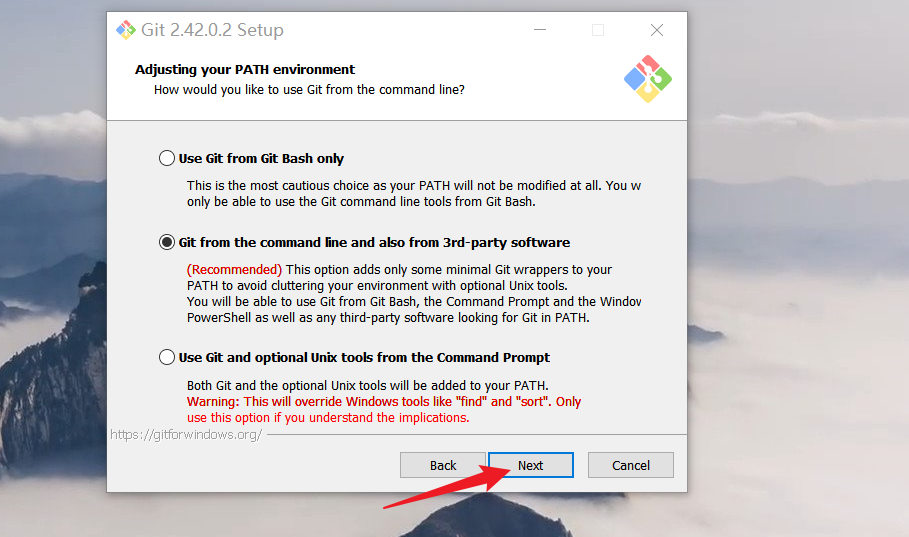 Git 2.42.0.2 Setup
Adjusting your PATH environment
How would you like to use Git from the command line?
Use Git from Git Bash only
This is the most cautious choice as your PATH will not be modified at all. You w
only be able to use the Git command line tools from Git Bash.
Git from the command line and also from 3rd-party software
(Recommended) This option adds only some minimal Git wrappers to your
PATH to avoid cluttering your environment with optional Unix tools.
You will be able to use Git from Git Bash, the Command Prompt and the Window
PowerShell as well as any third-party software looking for Git in PATH.
Use Git and optional Unix tools from the Command Prompt
Both Git and the optional Unix tools will be added to your PATH.
Warning: This will override Windows tools like "find" and "sort". Only
use this option if you understand the implications.
https://gitforwindows.org/
Back Next Cancel